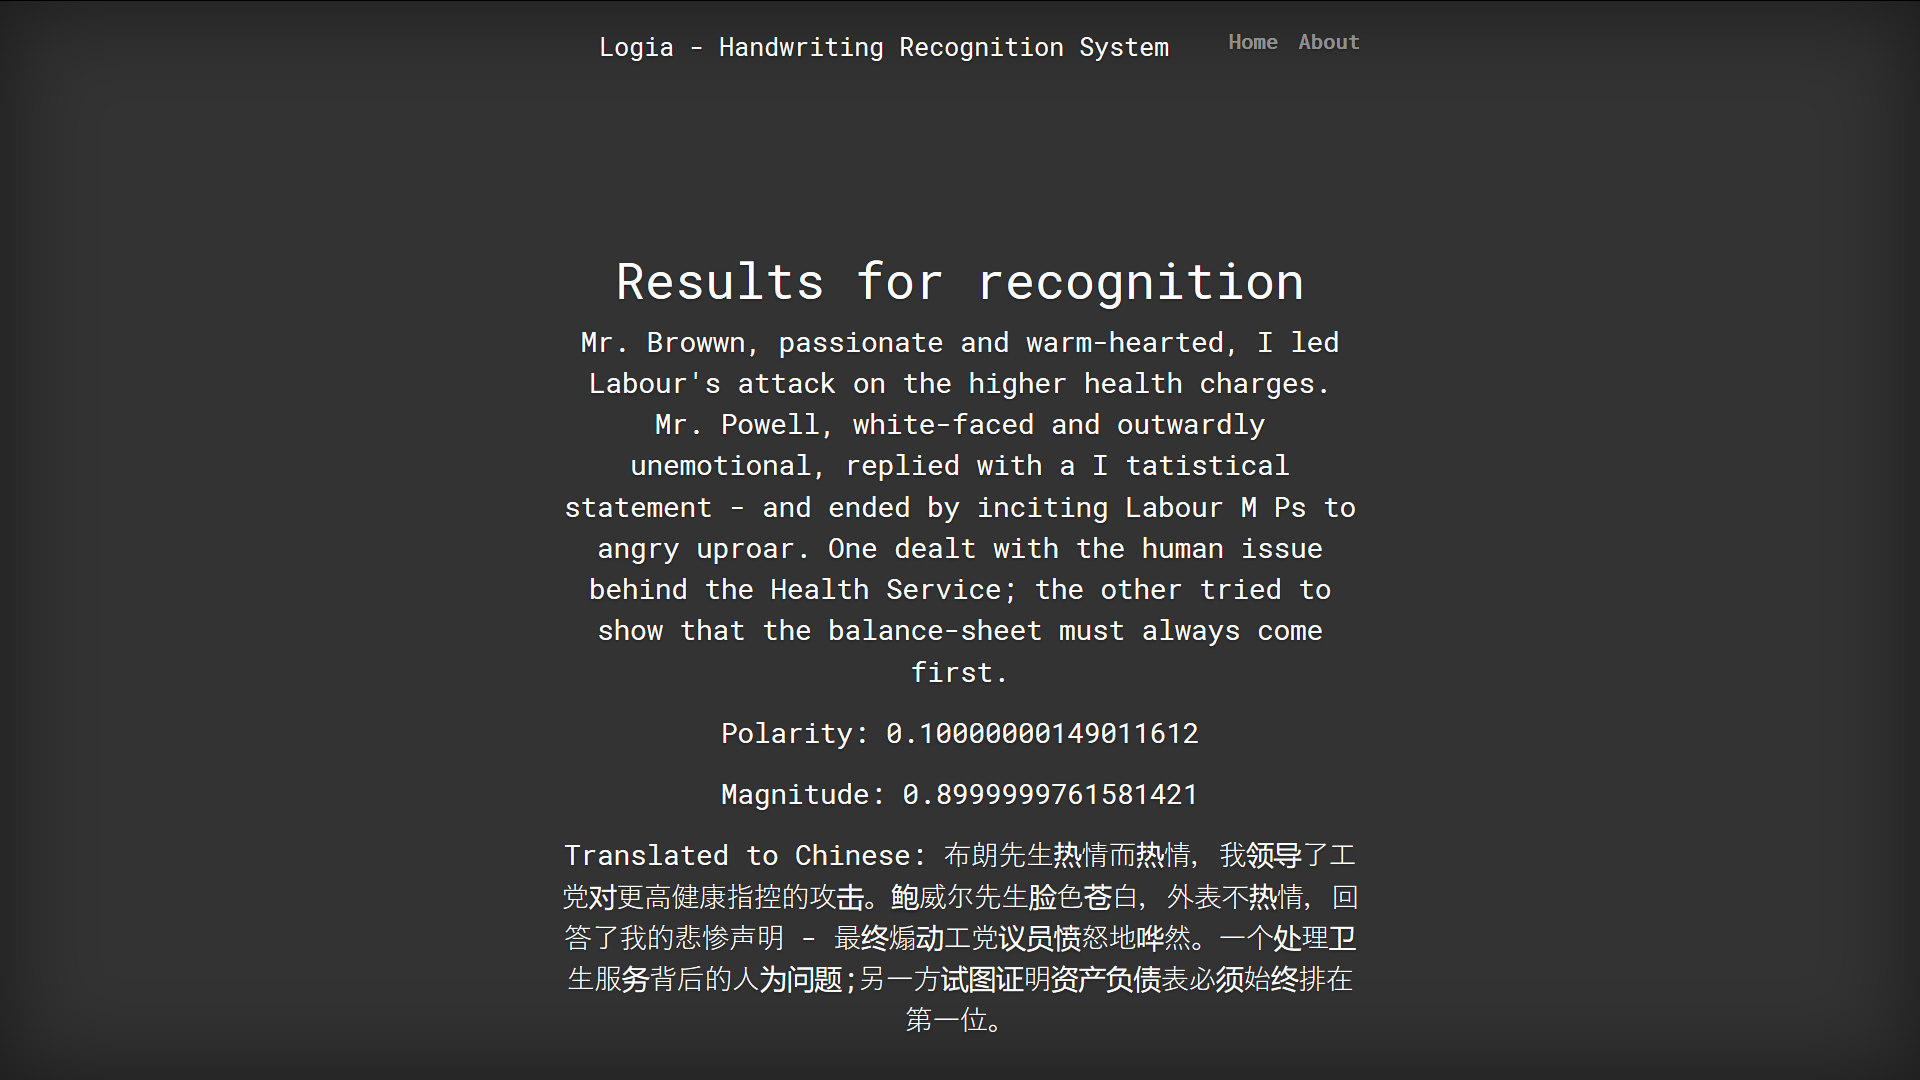 Logia - Handwriting Recognition System
Home About
Results for recognition
Mr. Browwn, passionate and warm-hearted, I led
Labour's attack on the higher health charges.
Mr. Powell, white-faced and outwardly
unemotional, replied with a I tatistical
statement - and ended by inciting Labour M Ps to
angry uproar. One dealt with the human issue
behind the Health Service; the other tried to
show that the balance-sheet must always come
first.
Polarity: 0.10000000149011612
Magnitude: 0.8999999761581421
Translated to Chinese: 布朗先生热情而热情, 我领导了工
党对更高健康指控的攻击。鲍威尔先生脸色苍白, 外表不热情, 回
答了我的悲惨声明 - 最终煽动工党议员愤怒地哗然。一个处理卫
生服务背后的人为问题;另一方试图证明资产负债表必须始终排在
第一位。